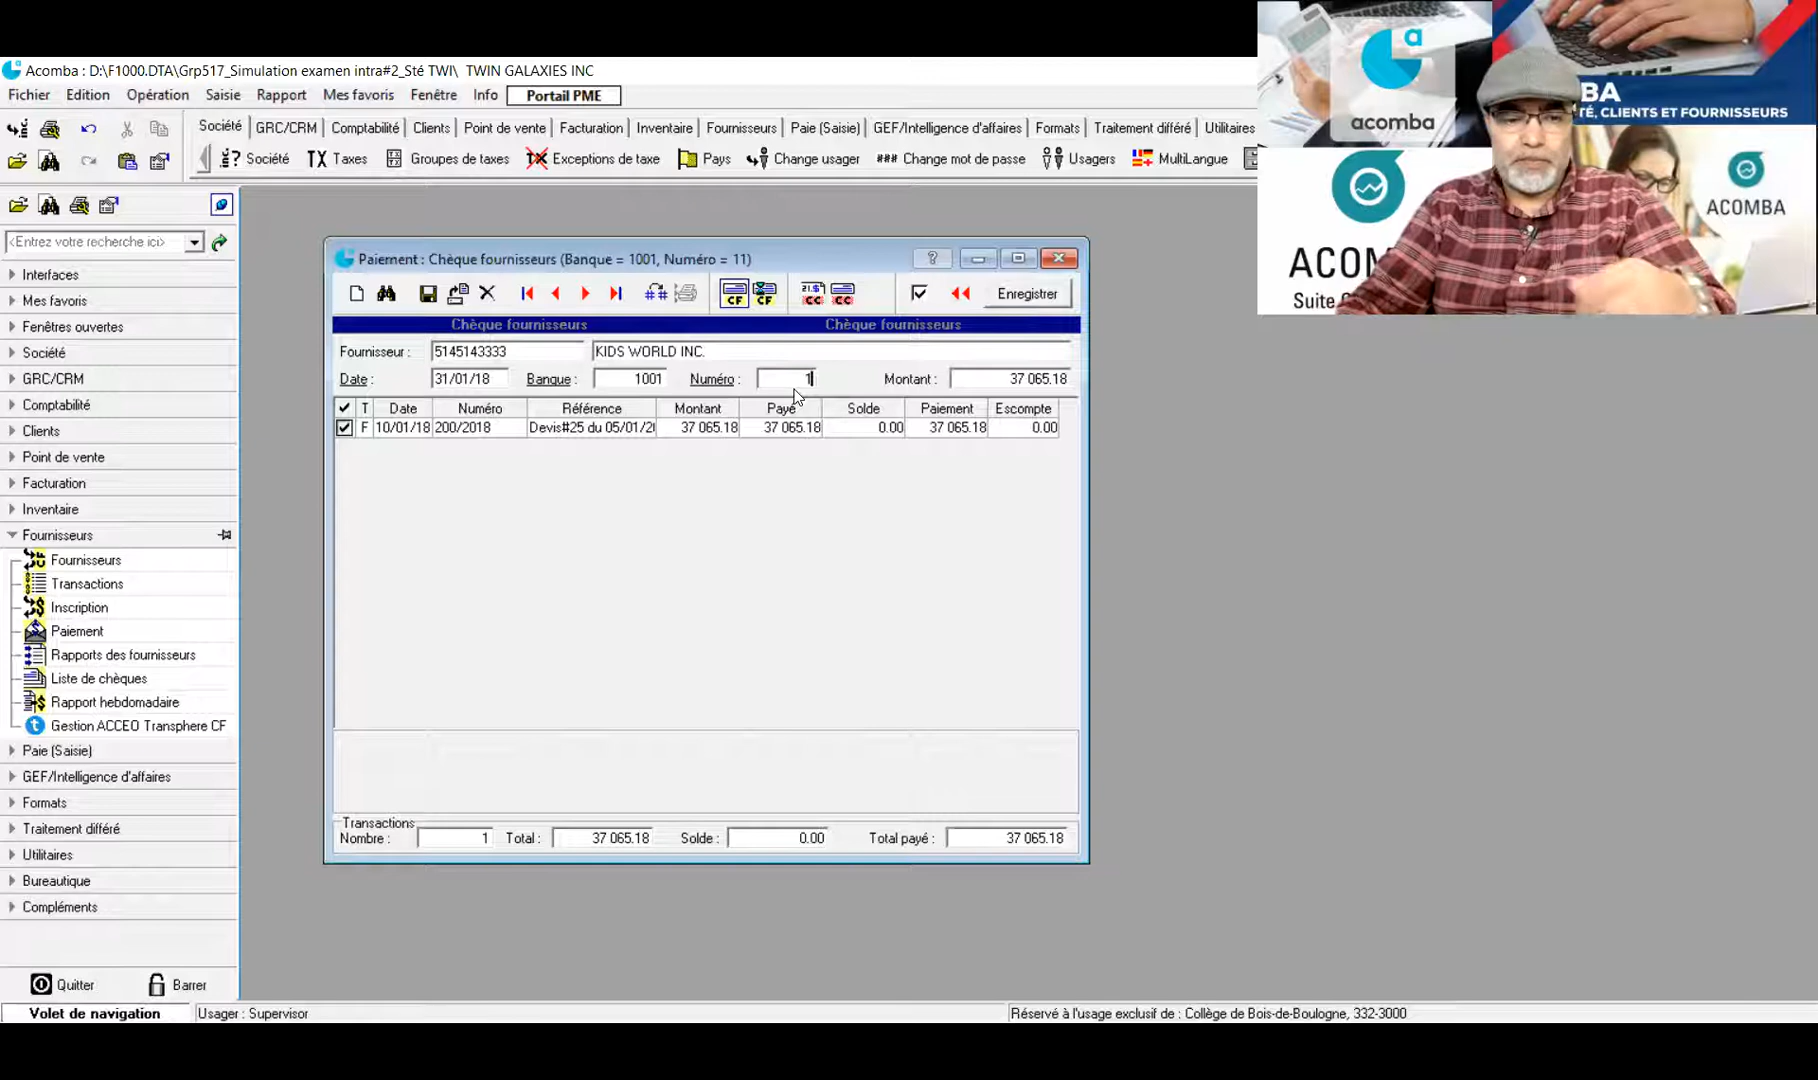 Acomba : D:\F1000.DTA\Grp517_Simulation examen intra#2_Sté TWI\ TWIN GALAXIES INC
Fichier Edition Opération Saisie Rapport Mes favoris Fenêtre Info Portail PME
Société GRC/CRM Comptabilité Clients Point de vente Facturation Inventaire Fournisseurs Paie (Saisie) GEF/Intelligence d'affaires Formats Traitement différé Utilitaires
Société Taxes Groupes de taxes Exceptions de taxe Pays Change usager ### Change mot de passe Usagers MultiLangue
<Entrez votre recherche ici>
Interfaces
Mes favoris
Fenêtres ouvertes
Société
GRC/CRM
Comptabilité
Clients
Point de vente
Facturation
Inventaire
Fournisseurs
Fournisseurs
Transactions
Inscription
Paiement
Rapports des fournisseurs
Liste de chèques
Rapport hebdomadaire
Gestion ACCEO Transphere CF
Paie (Saisie)
GEF/Intelligence d'affaires
Formats
Traitement différé
Utilitaires
Bureautique
Compléments
Quitter Barrer
Volet de navigation Usager : Supervisor Réservé à l'usage exclusif de : Collège de Bois-de-Boulogne, 332-3000
Paiement : Chèque fournisseurs (Banque = 1001, Numéro = 11)
CF CF CC CC Enregistrer
Chèque fournisseurs Chèque fournisseurs
Fournisseur : 5145143333 KIDS WORLD INC.
Date : 31/01/18 Banque : 1001 Numéro : 1 Montant : 37 065.18
T Date Numéro Référence Montant Payé Solde Paiement Escompte
F 10/01/18 200/2018 Devis#25 du 05/01/2 37 065.18 37 065.18 0.00 37 065.18 0.00
Transactions
Nombre : 1 Total : 37 065.18 Solde : 0.00 Total payé : 37 065.18
a
acomba
BA
TÉ, CLIENTS ET FOURNISSEURS
ACOMBA
ACO
Suite